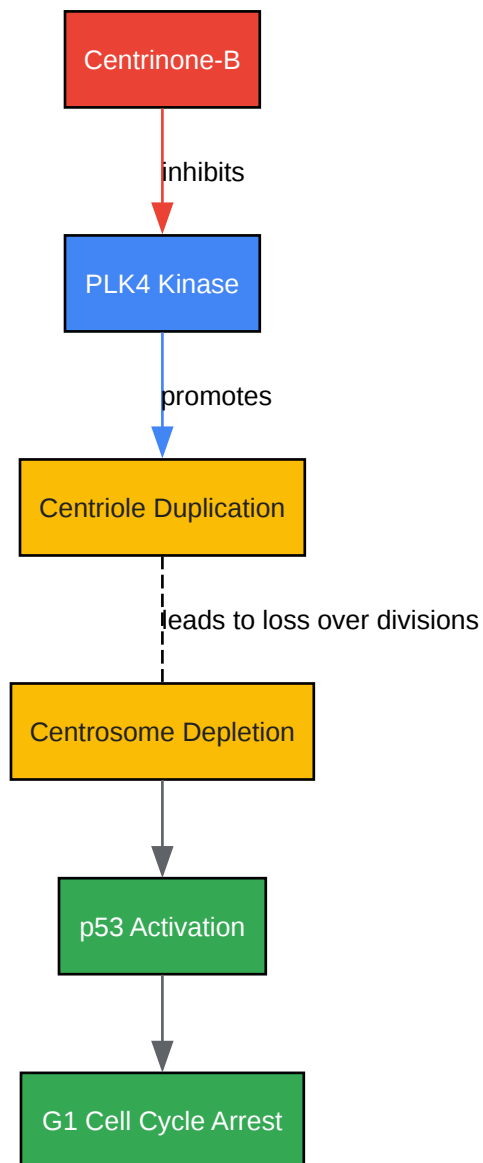 Centrinone-B
inhibits
PLK4 Kinase
promotes
Centriole Duplication
leads to loss over divisions
Centrosome Depletion
p53 Activation
G1 Cell Cycle Arrest